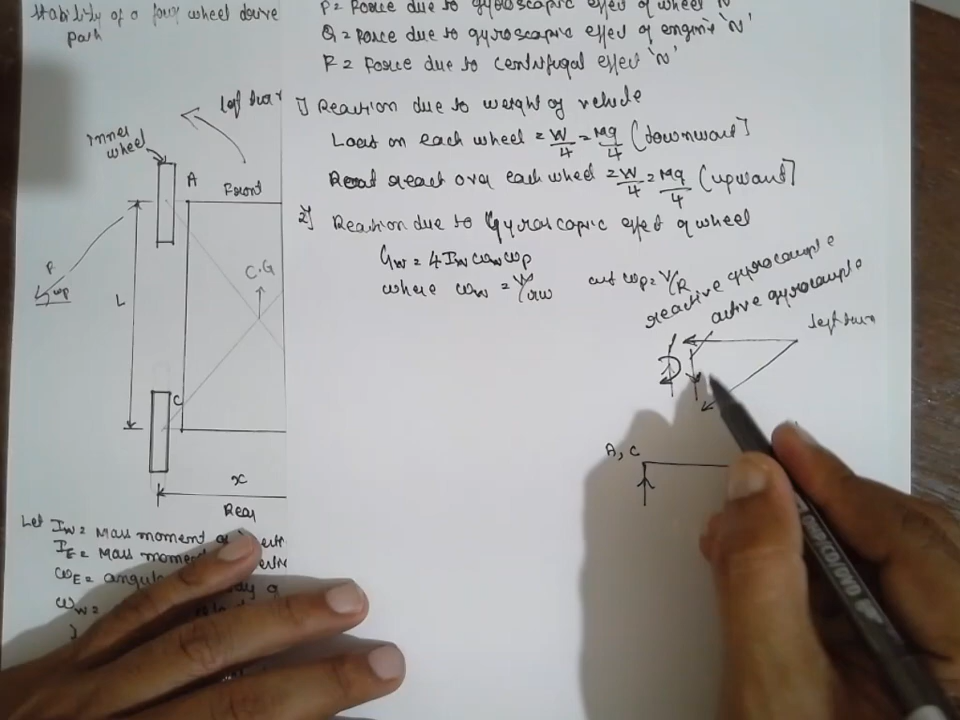 Stability of a four wheel drive
path
P = Force due to gyroscopic effect of wheel 'N'
Q = Force due to gyroscopic effect of engine 'N'
F = Force due to centrifugal effect 'N'
Left turn
Inner
wheel
A
Front
C.G
L
ωp
C
x
Rear
1) Reaction due to weight of vehicle
Load on each wheel = W/4 = Mg/4 (downward)
Road react over each wheel = W/4 = Mg/4 (upward)
2) Reaction due to Gyroscopic effect of wheel
Gw = 4 Iw ωw ωp
where ωw = V/rw and ωp = V/R
reactive gyrocouple
active gyrocouple
left turn
A, C
Let Iw = Mass moment
IE = Mass moment
ωE = angular
ωw =